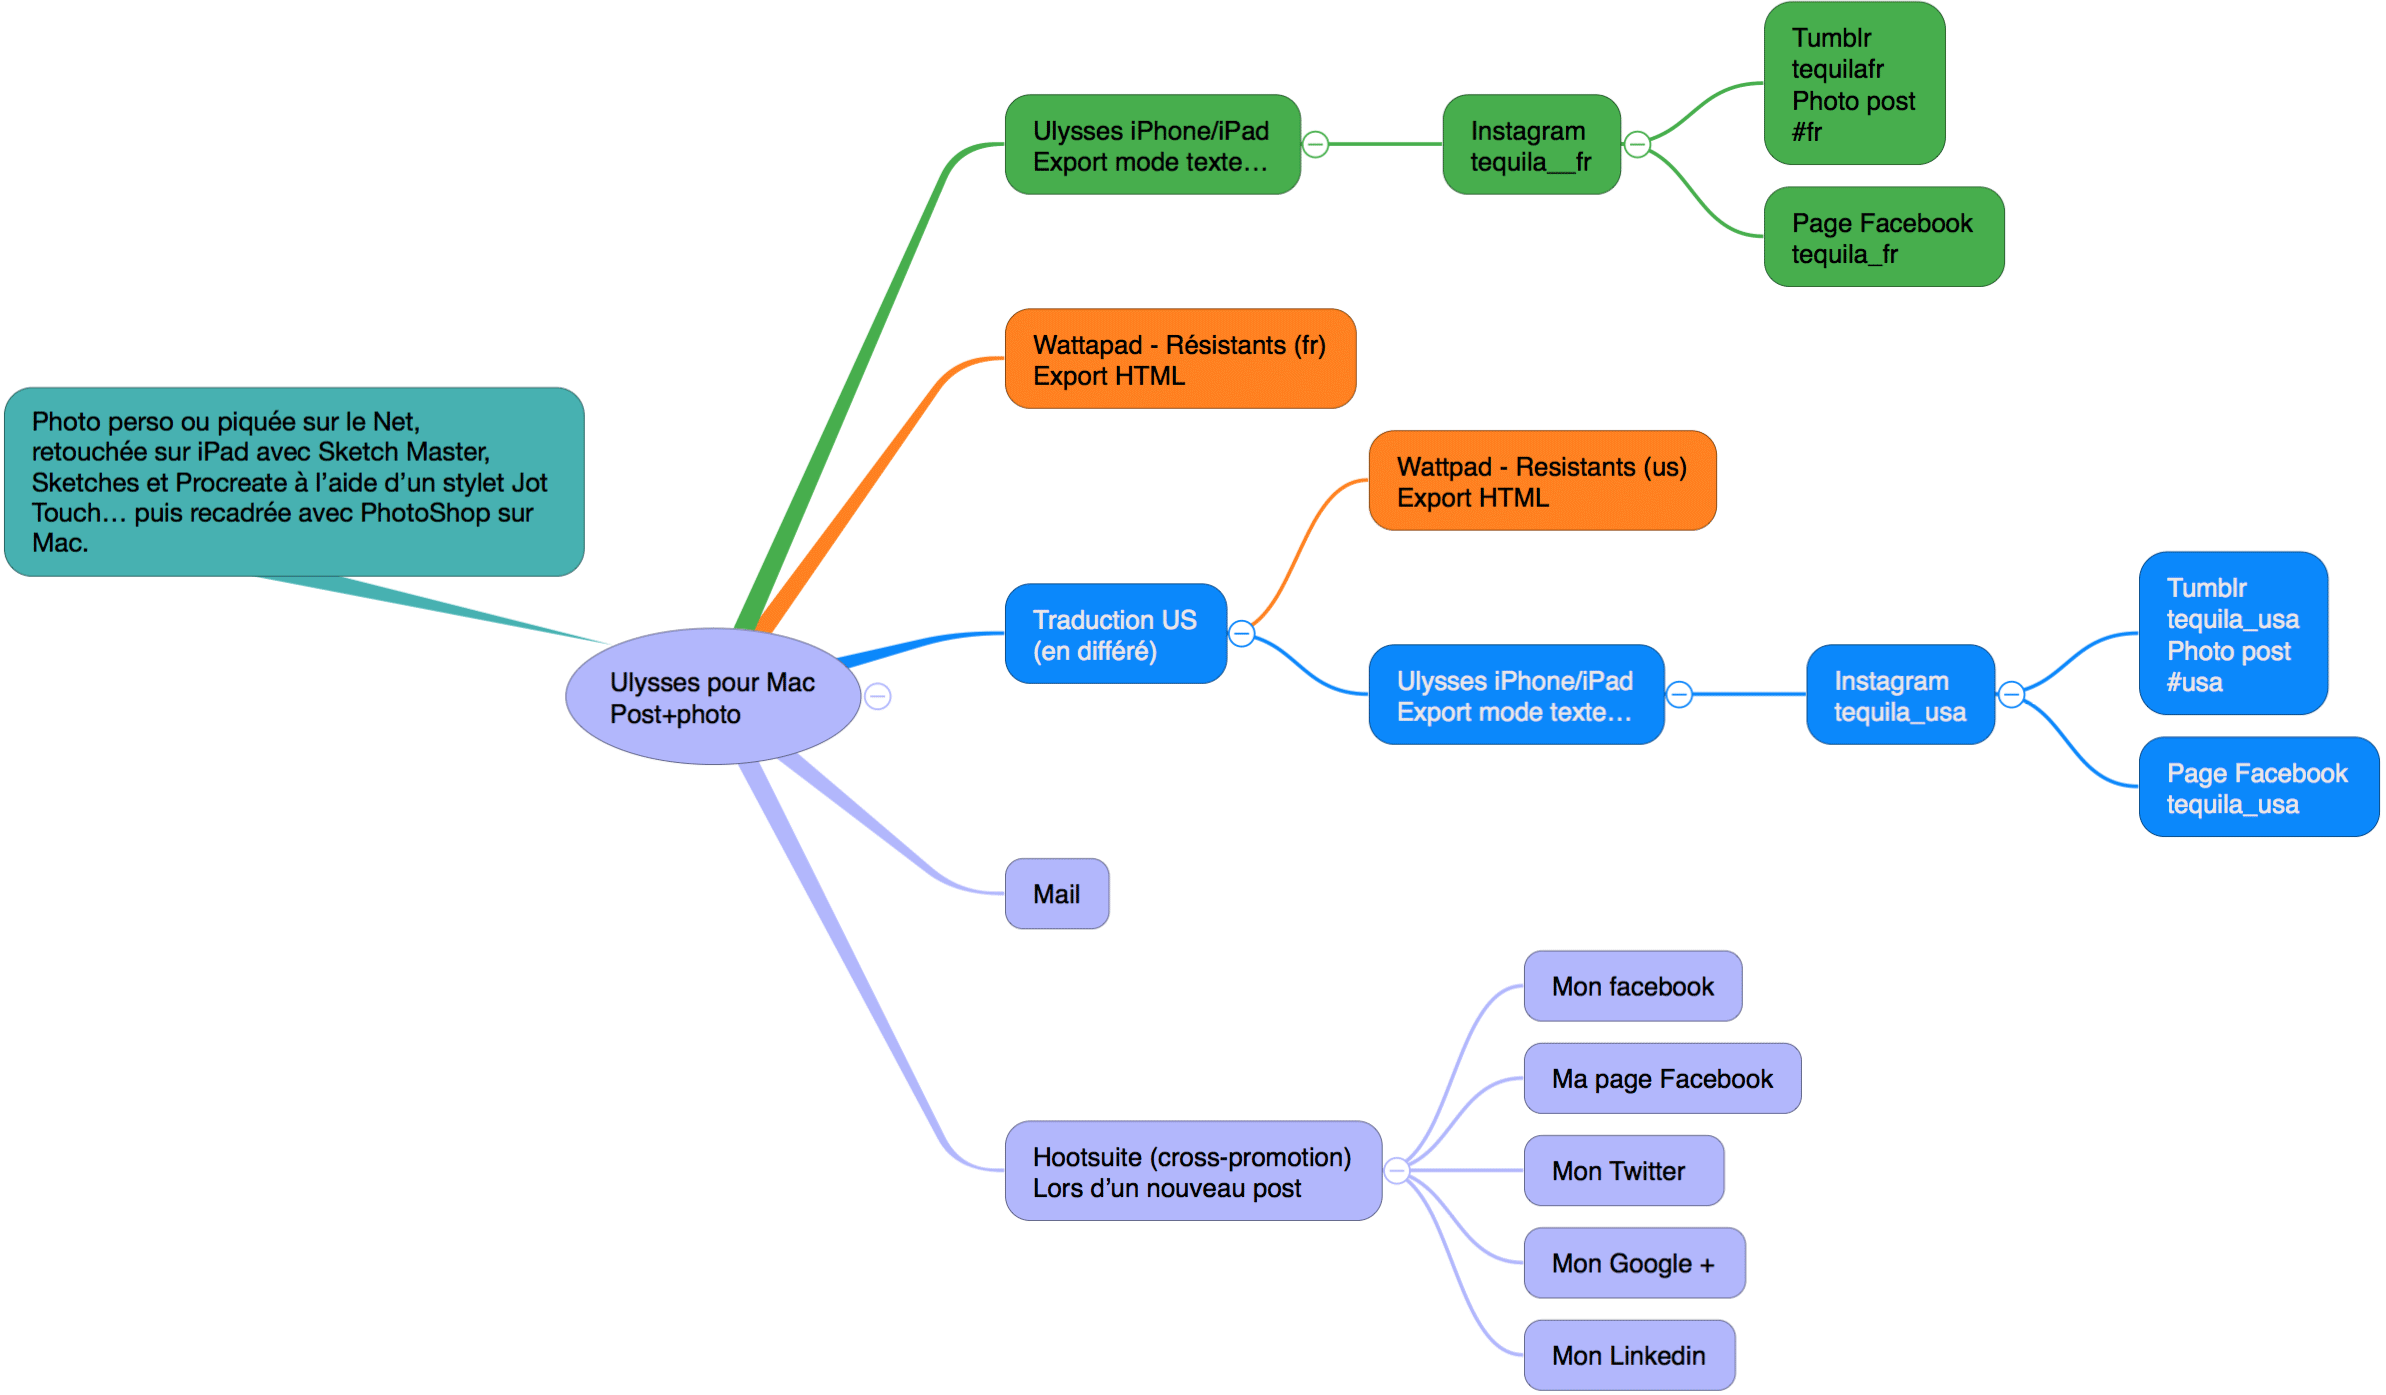 Tumblr
tequilafr
Photo post
#fr
Ulysses iPhone/iPad
Export mode texte…
Instagram
tequila__fr
Page Facebook
tequila_fr
Wattapad - Résistants (fr)
Export HTML
Photo perso ou piquée sur le Net,
retouchée sur iPad avec Sketch Master,
Sketches et Procreate à l’aide d’un stylet Jot
Touch… puis recadrée avec PhotoShop sur
Mac.
Wattpad - Resistants (us)
Export HTML
Traduction US
(en différé)
Ulysses pour Mac
Post+photo
Ulysses iPhone/iPad
Export mode texte…
Instagram
tequila_usa
Tumblr
tequila_usa
Photo post
#usa
Page Facebook
tequila_usa
Mail
Hootsuite (cross-promotion)
Lors d’un nouveau post
Mon facebook
Ma page Facebook
Mon Twitter
Mon Google +
Mon Linkedin